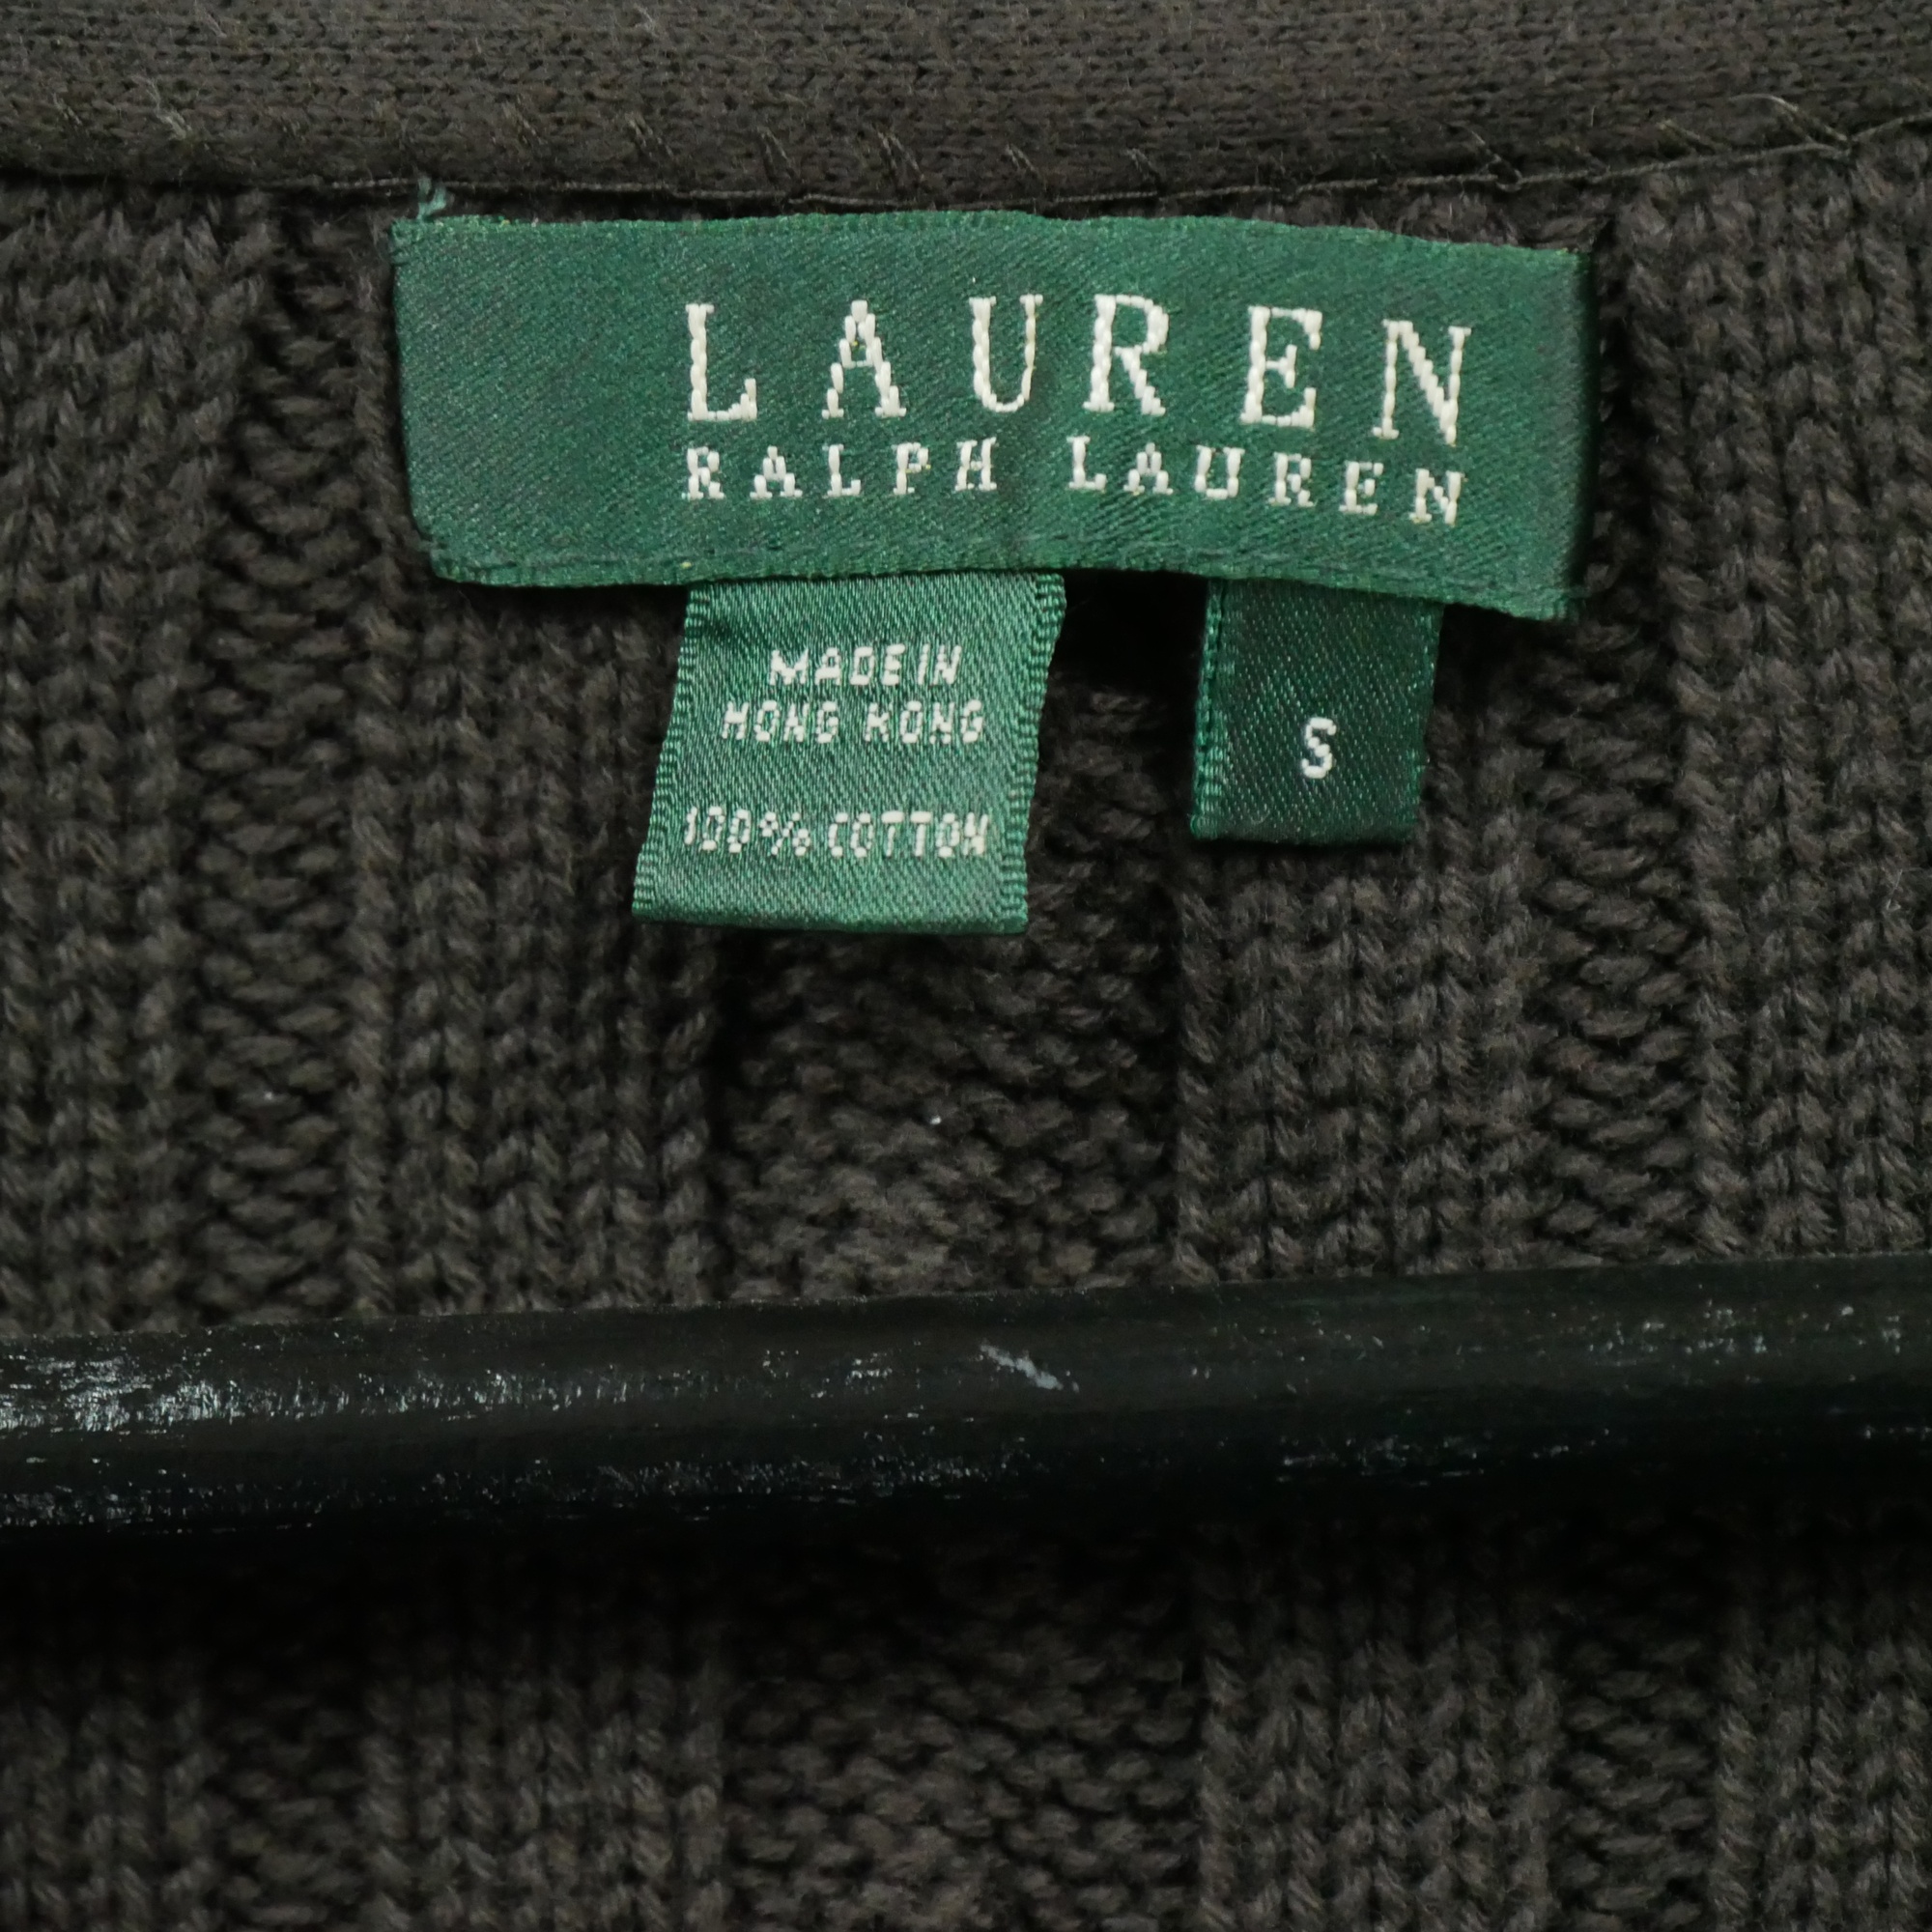 LAUREN
RALPH LAUREN
MADE IN
HONG KONG
100% COTTON
S